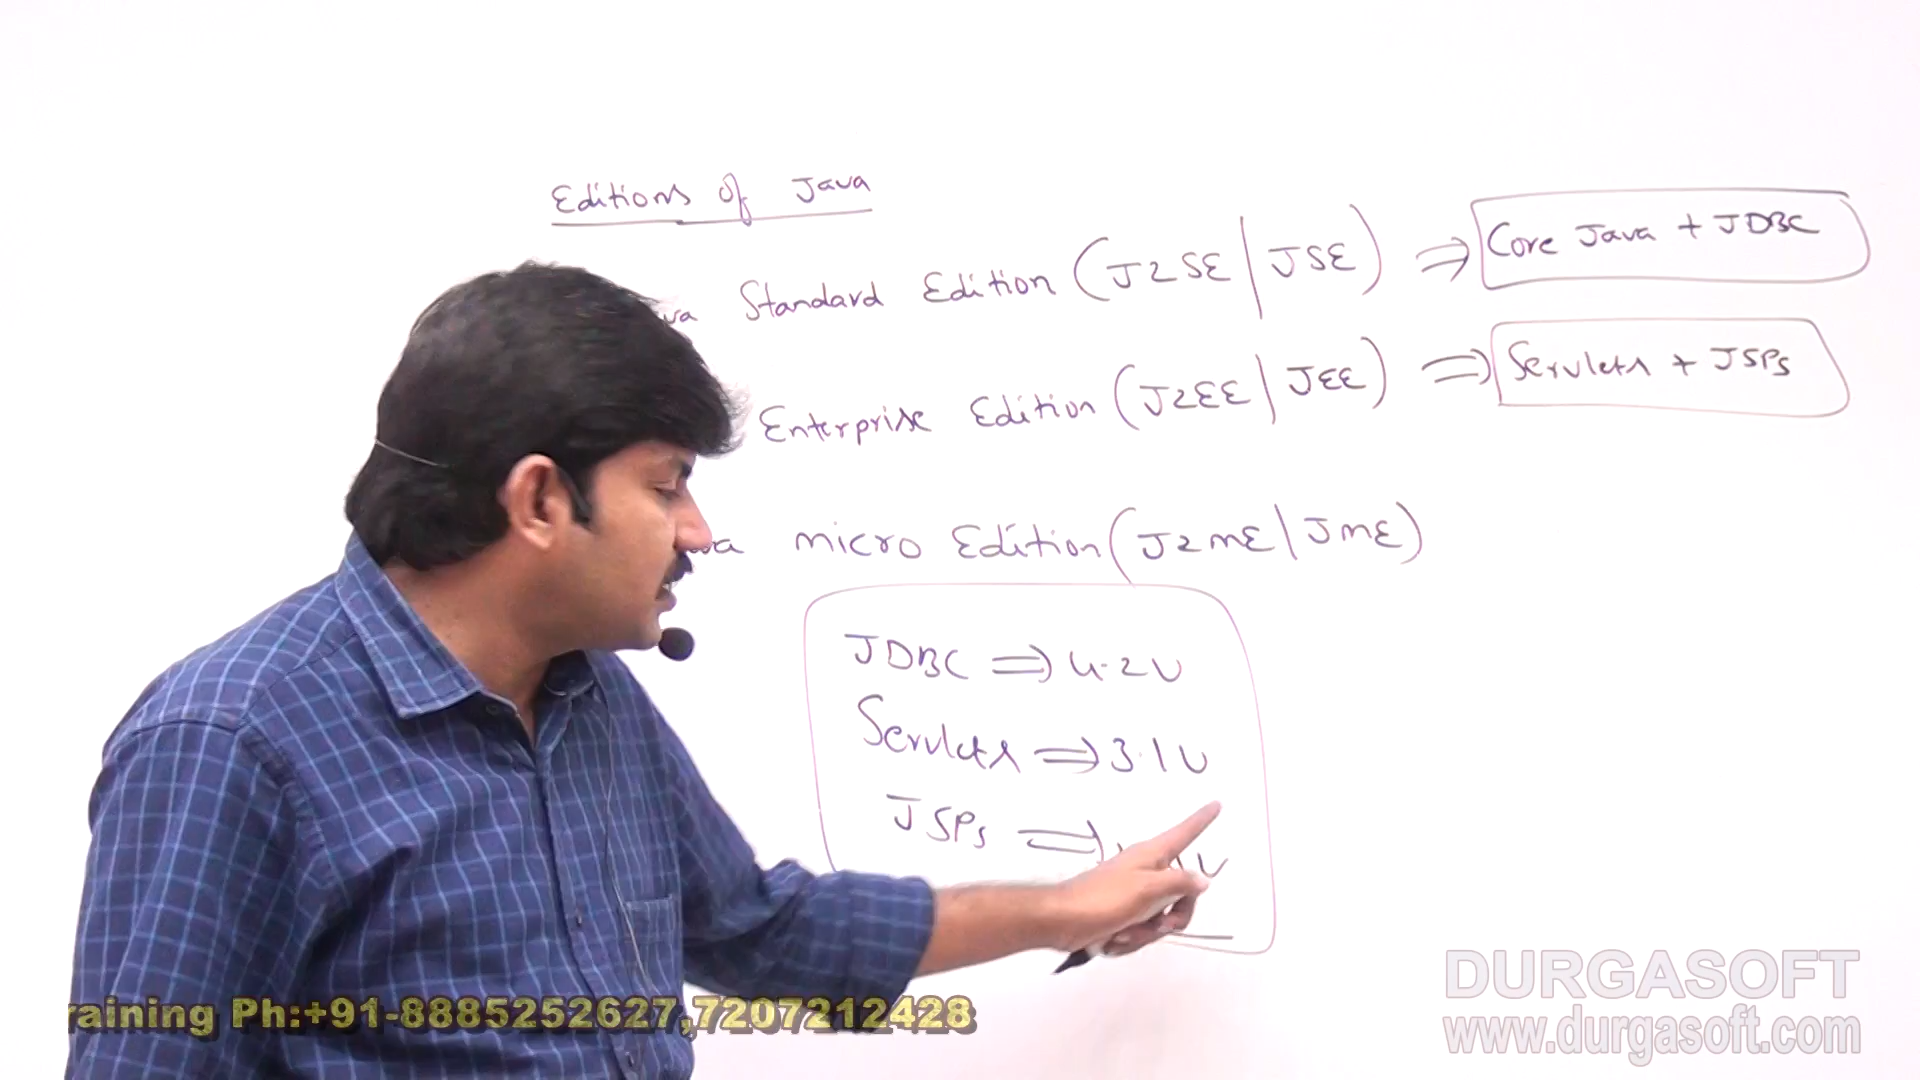 Editions of Java
Standard Edition (J2SE | JSE) ⇒ Core Java + JDBC
Enterprise Edition (J2EE | JEE) ⇒ Servlets + JSPs
micro Edition (J2ME | JME)
JDBC ⇒ 4.2V
Servlets ⇒ 3.1V
JSPs ⇒
raining Ph:+91-8885252627,7207212428
DURGASOFT
www.durgasoft.com